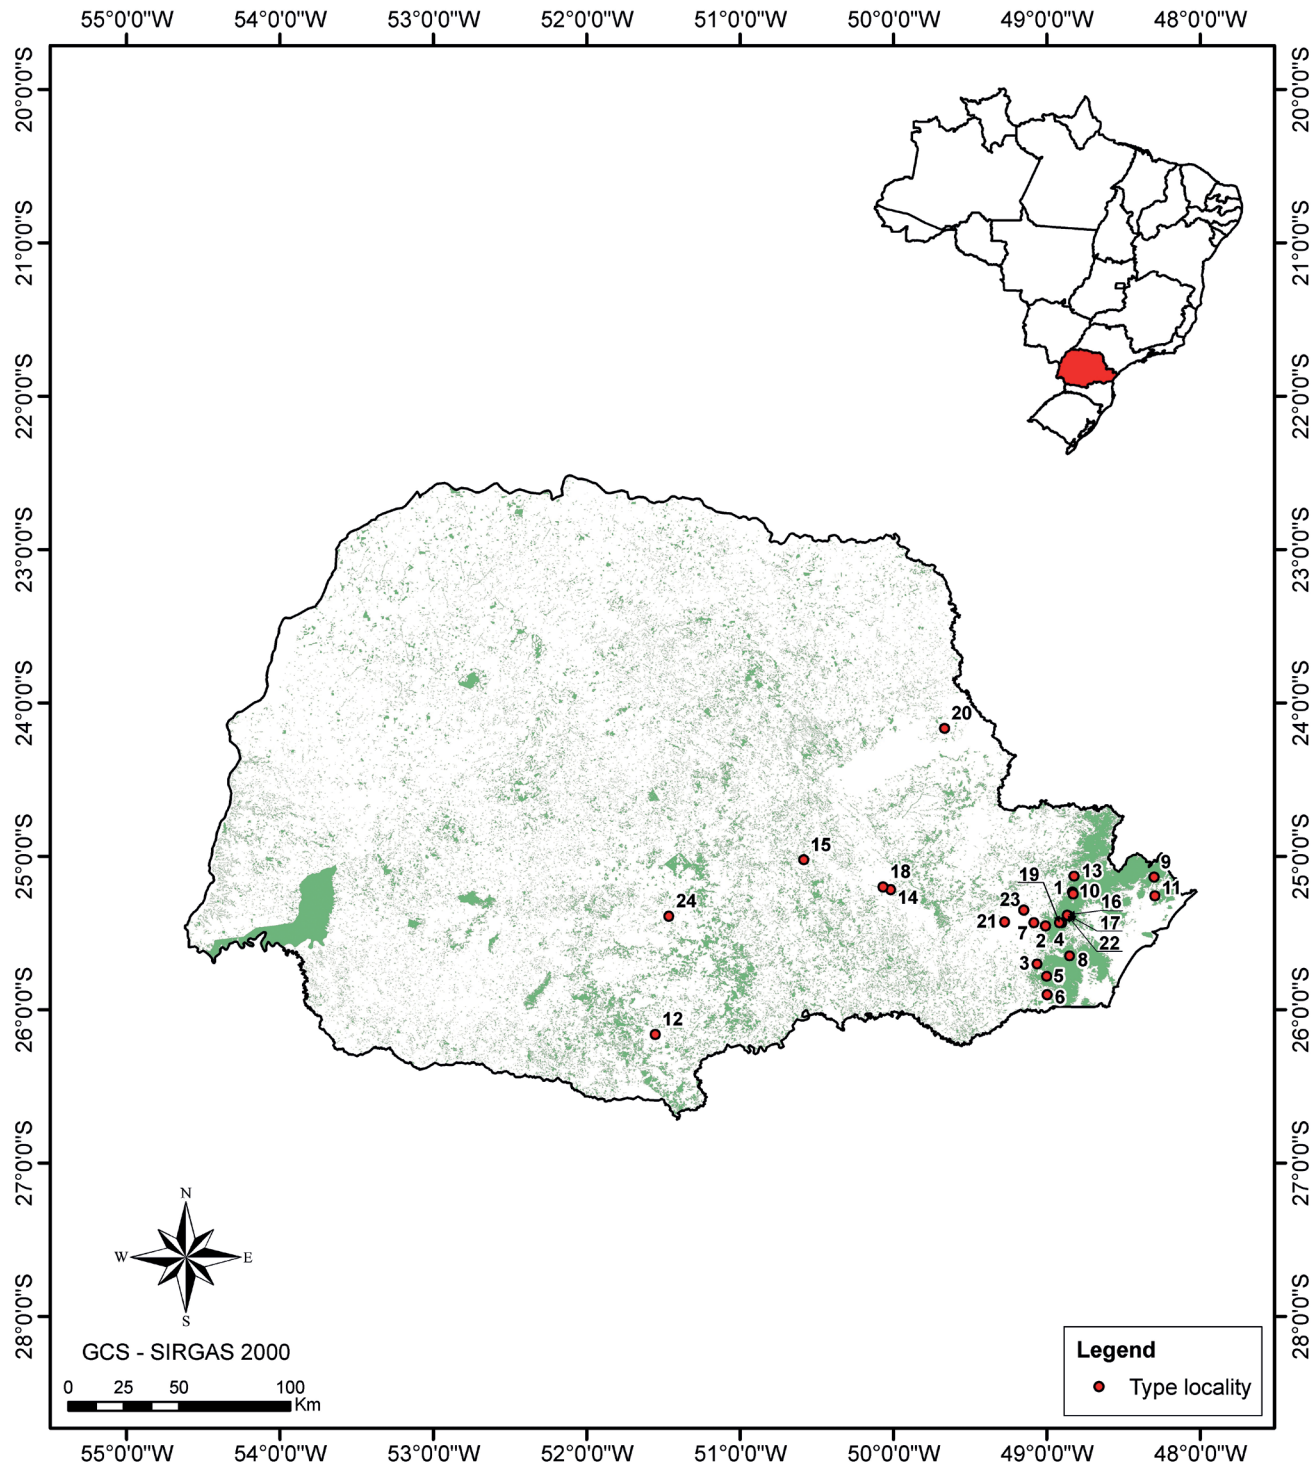 55°0'0"W 54°0'0"W 53°0'0"W 52°0'0"W 51°0'0"W 50°0'0"W 49°0'0"W 48°0'0"W
20°0'0"S 20°0'0"S
21°0'0"S 21°0'0"S
22°0'0"S 22°0'0"S
23°0'0"S 23°0'0"S
24°0'0"S 24°0'0"S
20
25°0'0"S 25°0'0"S
15
9
18
19
13
1
10
11
14
24
23
16
21
17
7
2
4
22
3
8
5
6
26°0'0"S 26°0'0"S
12
27°0'0"S 27°0'0"S
N
W E
S
28°0'0"S 28°0'0"S
GCS - SIRGAS 2000
0 25 50 100
Km
Legend
Type locality
55°0'0"W 54°0'0"W 53°0'0"W 52°0'0"W 51°0'0"W 50°0'0"W 49°0'0"W 48°0'0"W